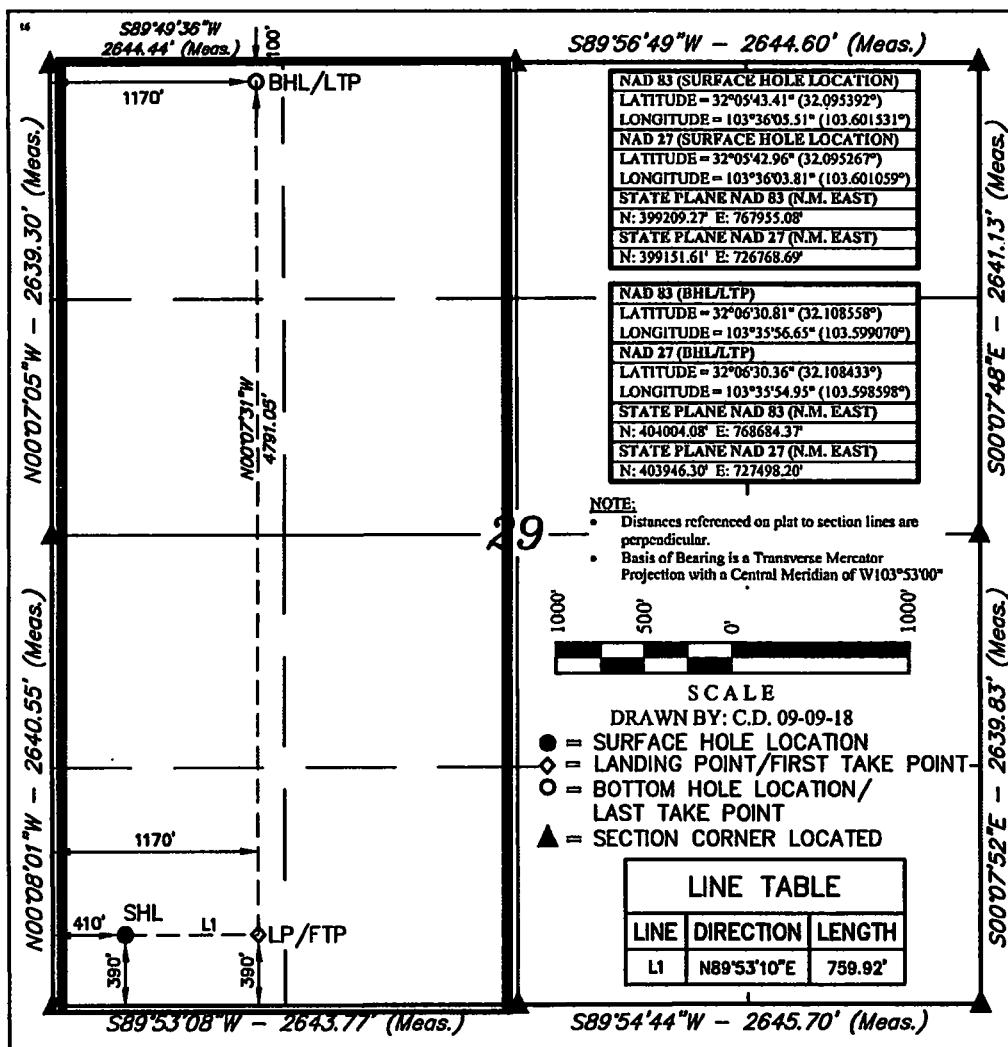 S89°49'36"W
2644.44' (Meas.)
100'
S89°56'49"W – 2644.60' (Meas.)
1170'
BHL/LTP
N00°07'05"W – 2639.30' (Meas.)
N00°07'31"W
4791.05'
NAD 83 (SURFACE HOLE LOCATION)
LATITUDE = 32°05'43.41" (32.095392°)
LONGITUDE = 103°36'05.51" (103.601531°)
NAD 27 (SURFACE HOLE LOCATION)
LATITUDE = 32°05'42.96" (32.095267°)
LONGITUDE = 103°36'03.81" (103.601059°)
STATE PLANE NAD 83 (N.M. EAST)
N: 399209.27' E: 767955.08'
STATE PLANE NAD 27 (N.M. EAST)
N: 399151.61' E: 726768.69'
S00°07'48"E – 2641.13' (Meas.)
NAD 83 (BHL/LTP)
LATITUDE = 32°06'30.81" (32.108558°)
LONGITUDE = 103°35'56.65" (103.599070°)
NAD 27 (BHL/LTP)
LATITUDE = 32°06'30.36" (32.108433°)
LONGITUDE = 103°35'54.95" (103.598598°)
STATE PLANE NAD 83 (N.M. EAST)
N: 404004.08' E: 768684.37'
STATE PLANE NAD 27 (N.M. EAST)
N: 403946.30' E: 727498.20'
29
NOTE:
• Distances referenced on plat to section lines are
perpendicular.
• Basis of Bearing is a Transverse Mercator
Projection with a Central Meridian of W103°53'00"
1000' 500' 0' 1000'
SCALE
DRAWN BY: C.D. 09-09-18
= SURFACE HOLE LOCATION
= LANDING POINT/FIRST TAKE POINT
= BOTTOM HOLE LOCATION/
LAST TAKE POINT
= SECTION CORNER LOCATED
N00°08'01"W – 2640.55' (Meas.)
S00°07'52"E – 2639.83' (Meas.)
1170'
410'
SHL
L1
LP/FTP
390'
390'
LINE TABLE
LINE DIRECTION LENGTH
L1 N89°53'10"E 759.92'
S89°53'08"W – 2643.77' (Meas.)
S89°54'44"W – 2645.70' (Meas.)